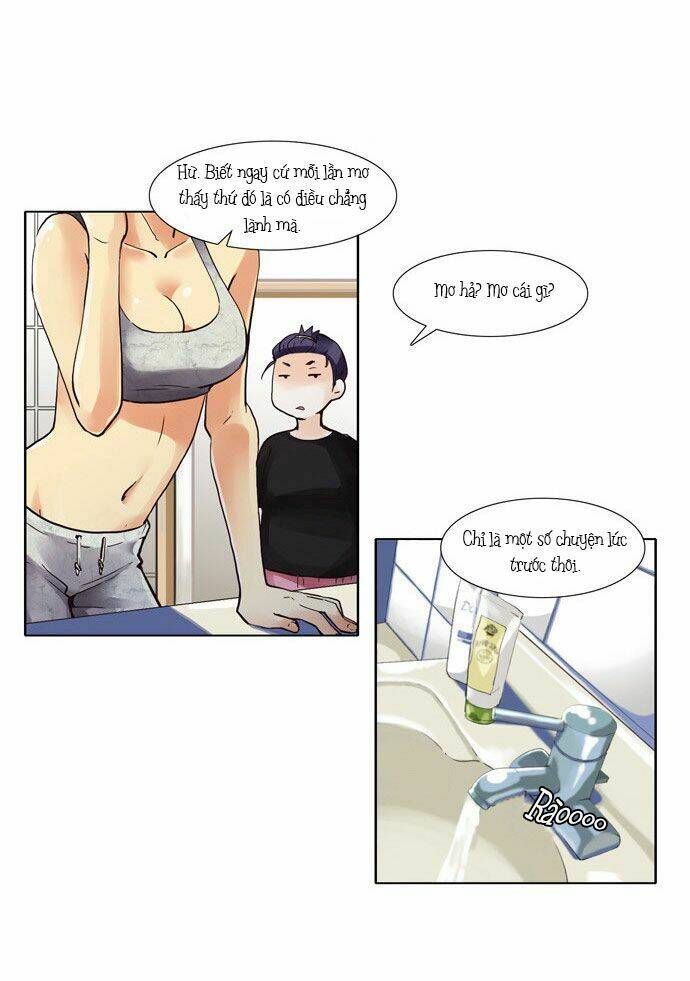 Hừ. Biết ngay cứ mỗi lần mơ
thấy thứ đó là có điều chẳng
lành mà.
Mơ hả? Mơ cái gì?
Chỉ là một số chuyện lúc
trước thôi.
Ràoooo